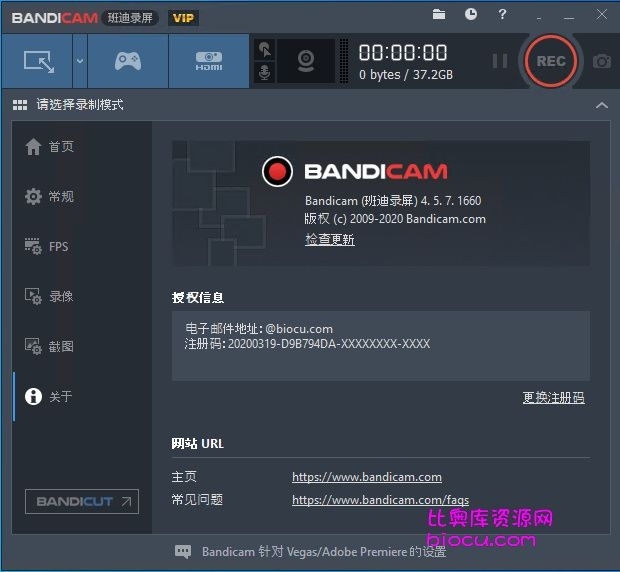 BANDICAM 班迪录屏 VIP
HDMI
00:00:00
0 bytes / 37.2GB
REC
请选择录制模式
首页
常规
FPS
录像
截图
关于
BANDICUT
BANDICAM
Bandicam (班迪录屏) 4. 5. 7. 1660
版权 (c) 2009-2020 Bandicam.com
检查更新
授权信息
电子邮件地址: @biocu.com
注册码: 20200319-D9B794DA-XXXXXXXX-XXXX
更换注册码
网站 URL
主页 https://www.bandicam.com
常见问题 https://www.bandicam.com/faqs
比奥库资源网
biocu.com
Bandicam 针对 Vegas/Adobe Premiere 的设置